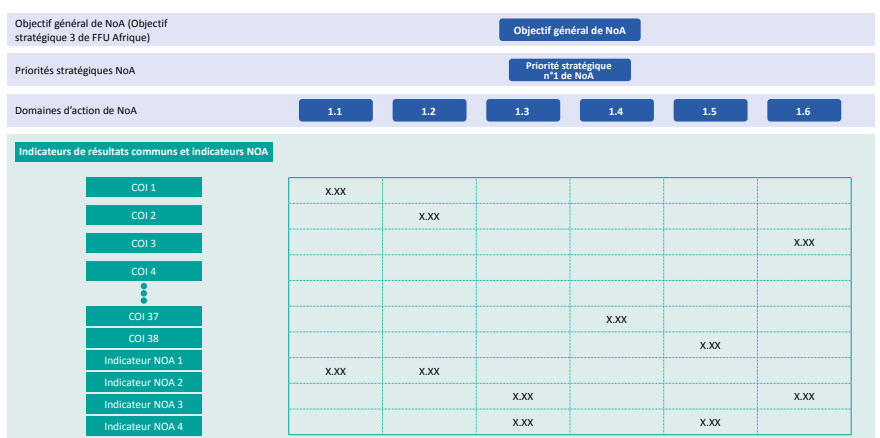 Objectif général de NoA (Objectif
stratégique 3 de FFU Afrique)
Objectif général de NoA
Priorités stratégiques NoA
Priorité stratégique
n°1 de NoA
Domaines d'action de NoA
1.1
1.2
1.3
1.4
1.5
1.6
Indicateurs de résultats communs et indicateurs NOA
COI 1
X.XX
COI 2
X.XX
COI 3
X.XX
COI 4
COI 37
X.XX
COI 38
X.XX
Indicateur NOA 1
X.XX
X.XX
Indicateur NOA 2
Indicateur NOA 3
X.XX
X.XX
Indicateur NOA 4
X.XX
X.XX